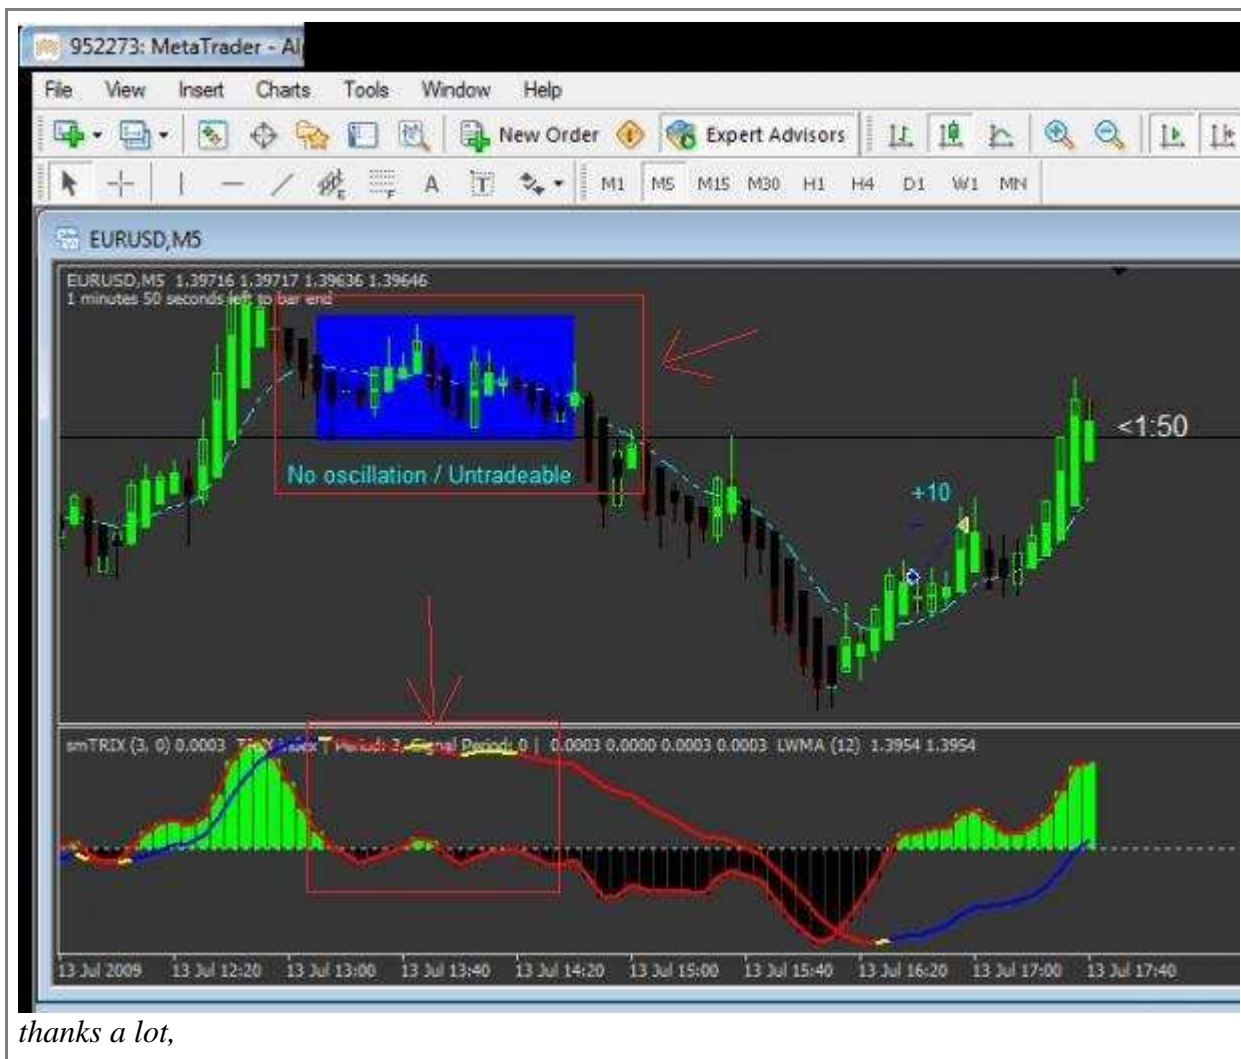 952273: MetaTrader - Al
File View Insert Charts Tools Window Help
New Order Expert Advisors
E F A T M1 M5 M15 M30 H1 H4 D1 W1 MN
EURUSD,M5
EURUSD,M5 1.39716 1.39717 1.39636 1.39646
1 minutes 50 seconds left to bar end
<1:50
No oscillation / Untradeable
+10
smTRIX (3, 0) 0.0003 Index | Period: 3, Signal Period: 0 | 0.0003 0.0000 0.0003 0.0003 LWMA (12) 1.3954 1.3954
13 Jul 2009 13 Jul 12:20 13 Jul 13:00 13 Jul 13:40 13 Jul 14:20 13 Jul 15:00 13 Jul 15:40 13 Jul 16:20 13 Jul 17:00 13 Jul 17:40
thanks a lot,